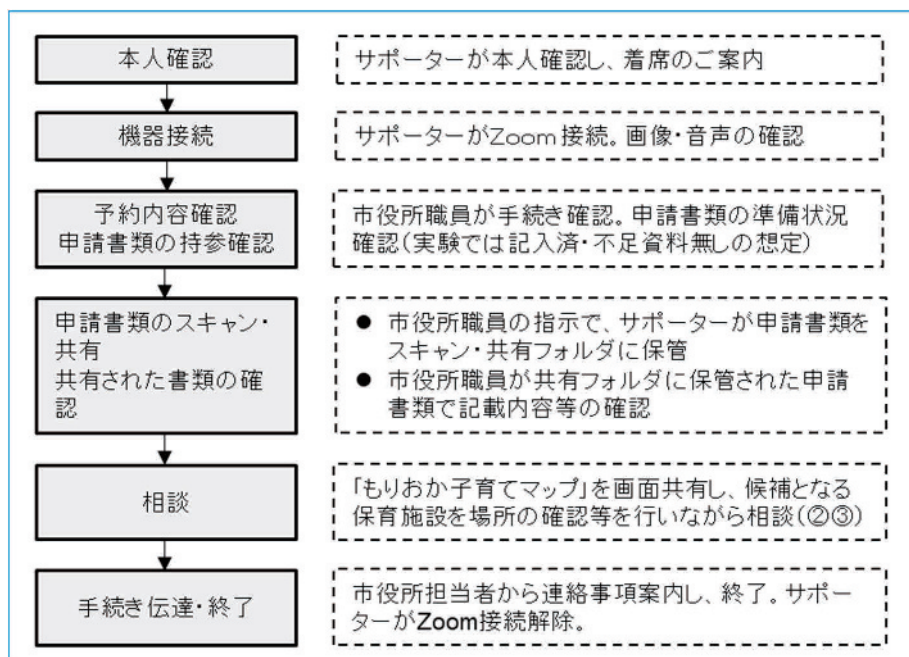 本人確認
サポーターが本人確認し、着席のご案内
機器接続
サポーターがZoom接続。画像・音声の確認
予約内容確認
申請書類の持参確認
市役所職員が手続き確認。申請書類の準備状況
確認(実験では記入済・不足資料無しの想定)
申請書類のスキャン・
共有
共有された書類の確
認
● 市役所職員の指示で、サポーターが申請書類を
スキャン・共有フォルダに保管
● 市役所職員が共有フォルダに保管された申請
書類で記載内容等の確認
相談
「もりおか子育てマップ」を画面共有し、候補となる
保育施設を場所の確認等を行いながら相談(②③)
手続き伝達・終了
市役所担当者から連絡事項案内し、終了。サポー
ターがZoom接続解除。